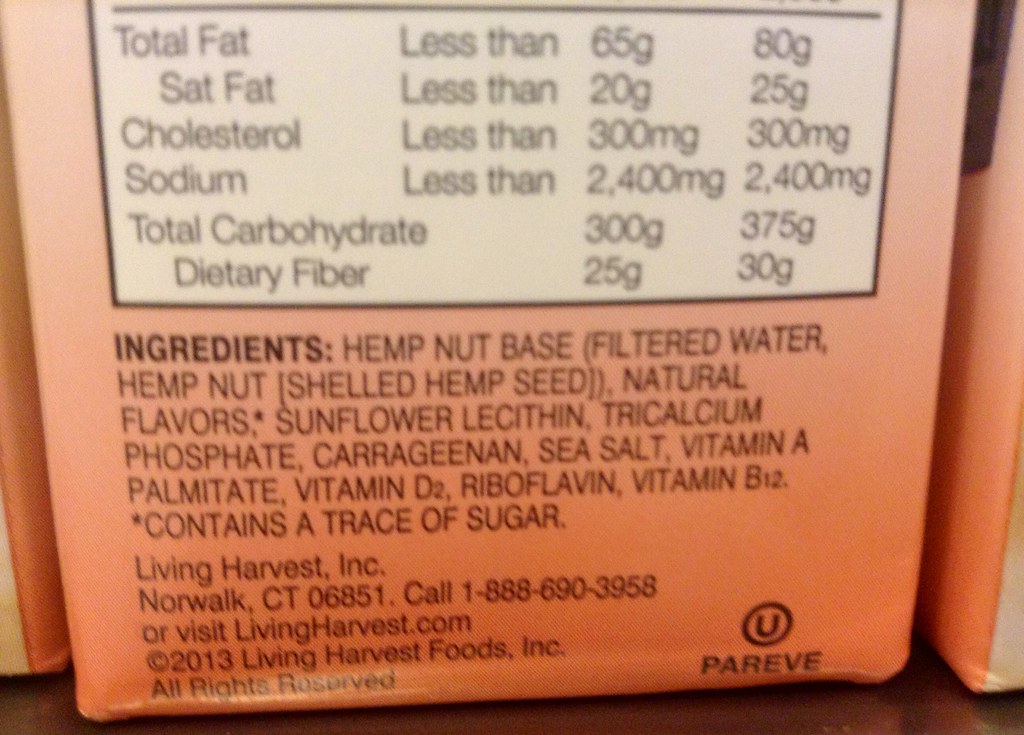 Total Fat Less than 65g 80g
Sat Fat Less than 20g 25g
Cholesterol Less than 300mg 300mg
Sodium Less than 2,400mg 2,400mg
Total Carbohydrate 300g 375g
Dietary Fiber 25g 30g
INGREDIENTS: HEMP NUT BASE (FILTERED WATER,
HEMP NUT [SHELLED HEMP SEED]), NATURAL
FLAVORS,* SUNFLOWER LECITHIN, TRICALCIUM
PHOSPHATE, CARRAGEENAN, SEA SALT, VITAMIN A
PALMITATE, VITAMIN D2, RIBOFLAVIN, VITAMIN B12.
*CONTAINS A TRACE OF SUGAR.
Living Harvest, Inc.
Norwalk, CT 06851. Call 1-888-690-3958
or visit LivingHarvest.com
©2013 Living Harvest Foods, Inc.
All Rights Reserved
U
PAREVE